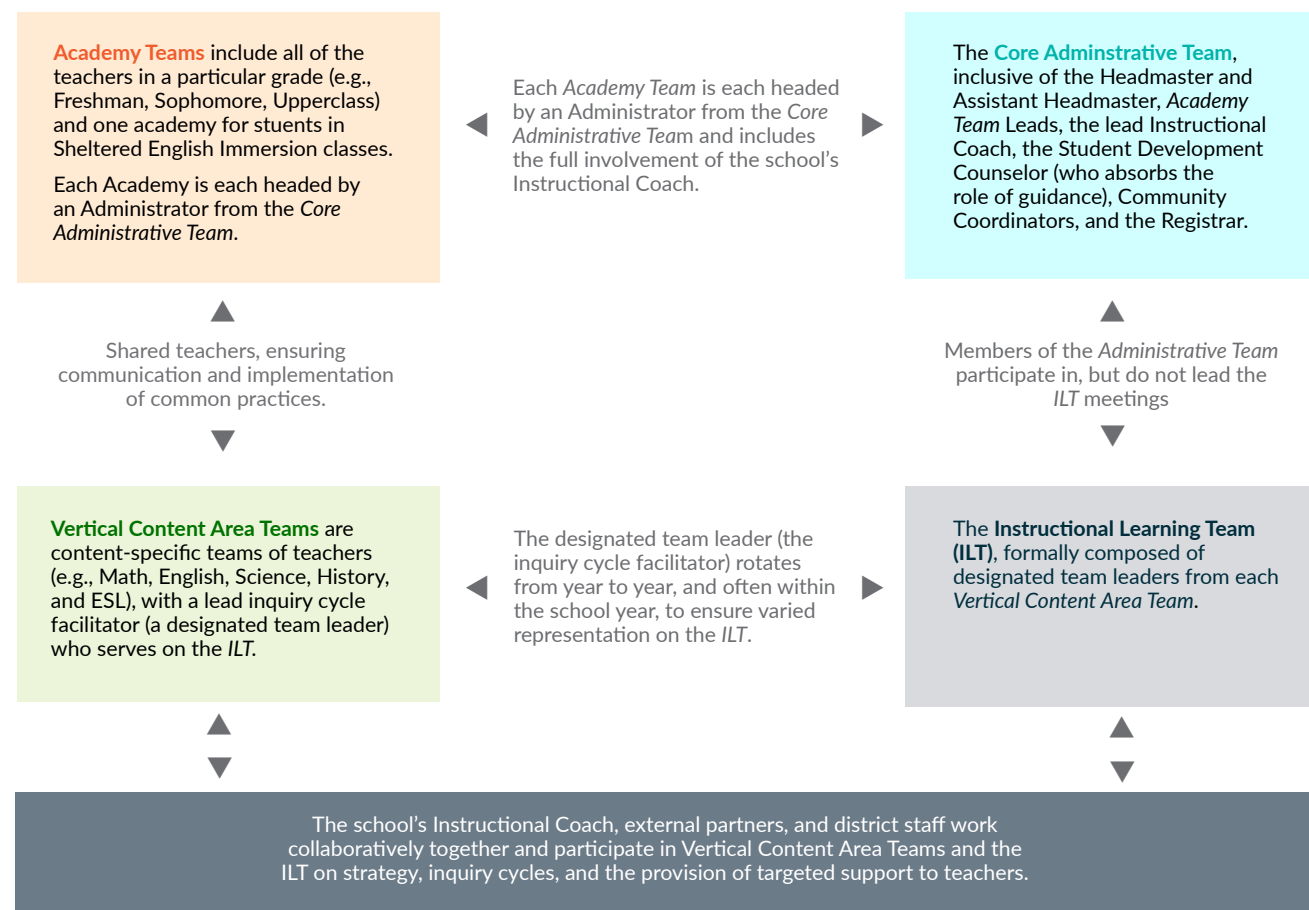 Academy Teams include all of the
teachers in a particular grade (e.g.,
Freshman, Sophomore, Upperclass)
and one academy for stuents in
Sheltered English Immersion classes.
Each Academy is each headed by
an Administrator from the Core
Administrative Team.
Each Academy Team is each headed
by an Administrator from the Core
Administrative Team and includes
the full involvement of the school’s
Instructional Coach.
The Core Adminstrative Team,
inclusive of the Headmaster and
Assistant Headmaster, Academy
Team Leads, the lead Instructional
Coach, the Student Development
Counselor (who absorbs the
role of guidance), Community
Coordinators, and the Registrar.
Shared teachers, ensuring
communication and implementation
of common practices.
Members of the Administrative Team
participate in, but do not lead the
ILT meetings
Vertical Content Area Teams are
content-specific teams of teachers
(e.g., Math, English, Science, History,
and ESL), with a lead inquiry cycle
facilitator (a designated team leader)
who serves on the ILT.
The designated team leader (the
inquiry cycle facilitator) rotates
from year to year, and often within
the school year, to ensure varied
representation on the ILT.
The Instructional Learning Team
(ILT), formally composed of
designated team leaders from each
Vertical Content Area Team.
The school’s Instructional Coach, external partners, and district staff work
collaboratively together and participate in Vertical Content Area Teams and the
ILT on strategy, inquiry cycles, and the provision of targeted support to teachers.